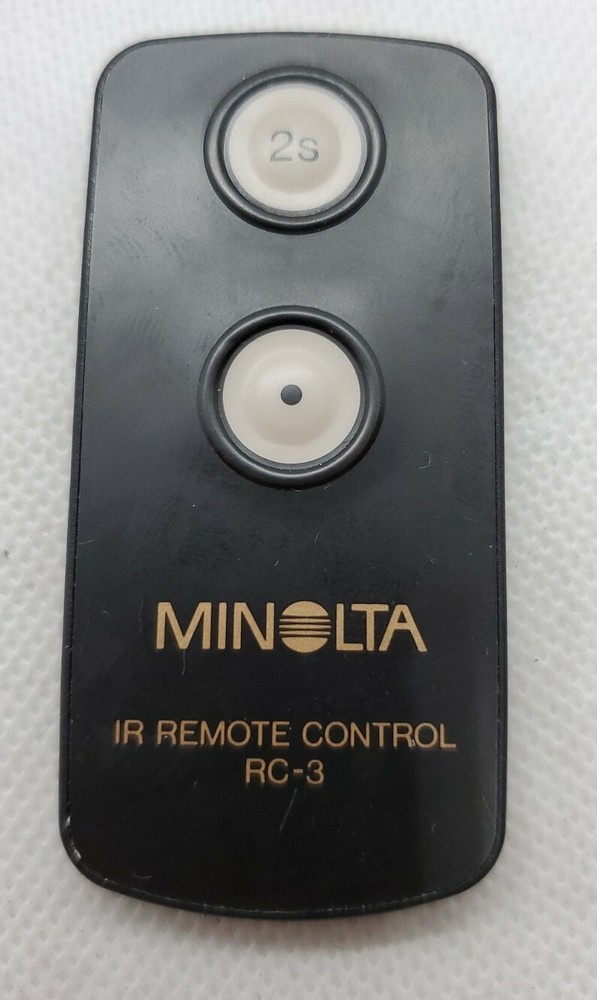 2s
MINOLTA
IR REMOTE CONTROL
RC-3